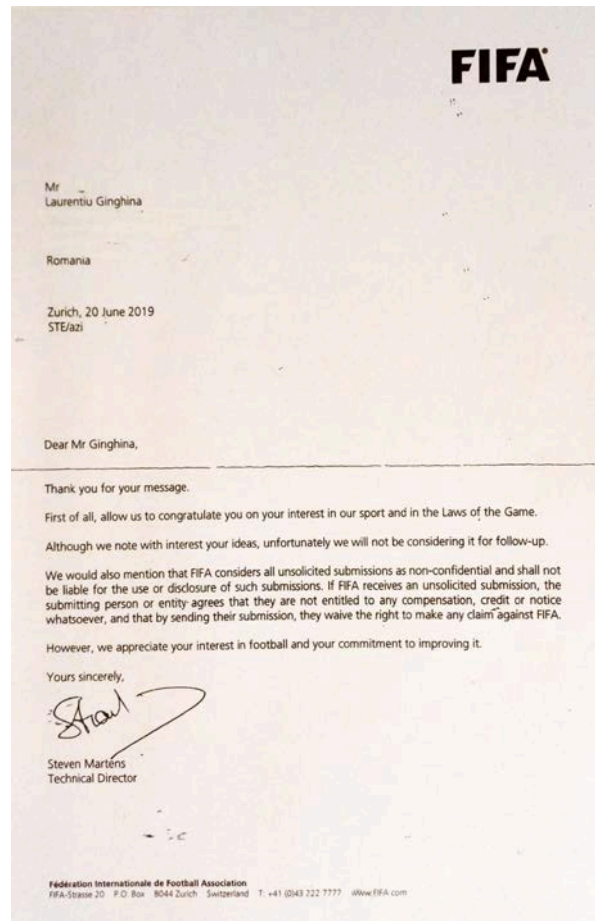 FIFA
Mr
Laurentiu Ginghina
Romania
Zurich, 20 June 2019
STE/azi
Dear Mr Ginghina,
Thank you for your message.
First of all, allow us to congratulate you on your interest in our sport and in the Laws of the Game.
Although we note with interest your ideas, unfortunately we will not be considering it for follow-up.
We would also mention that FIFA considers all unsolicited submissions as non-confidential and shall not
be liable for the use or disclosure of such submissions. If FIFA receives an unsolicited submission, the
submitting person or entity agrees that they are not entitled to any compensation, credit or notice
whatsoever, and that by sending their submission, they waive the right to make any claim against FIFA.
However, we appreciate your interest in football and your commitment to improving it.
Yours sincerely,
Steven Martens
Technical Director
Fédération Internationale de Football Association
FIFA-Strasse 20 P.O. Box 8044 Zurich Switzerland T: +41 (0)43 222 7777 www.FIFA.com